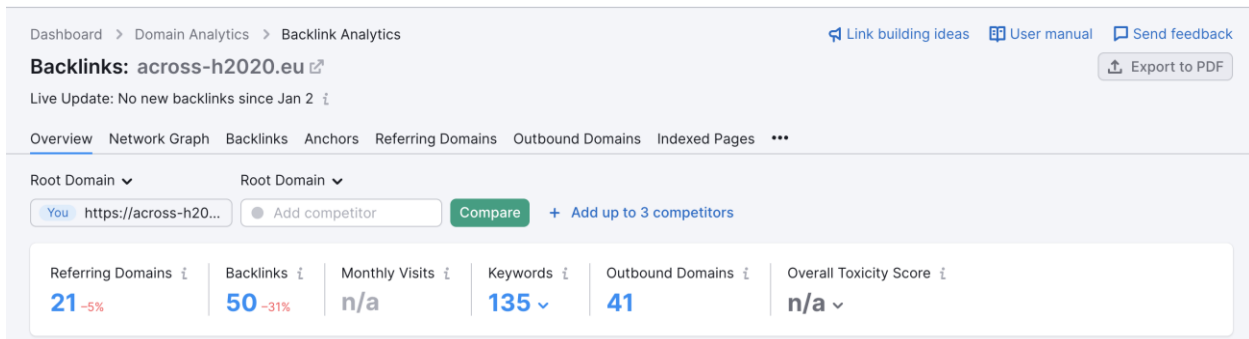 Dashboard > Domain Analytics > Backlink Analytics
Link building ideas User manual Send feedback
Backlinks: across-h2020.eu
Export to PDF
Live Update: No new backlinks since Jan 2 i
Overview Network Graph Backlinks Anchors Referring Domains Outbound Domains Indexed Pages •••
Root Domain Root Domain
You https://across-h20... Add competitor Compare + Add up to 3 competitors
Referring Domains i Backlinks i Monthly Visits i Keywords i Outbound Domains i Overall Toxicity Score i
21 -5% 50 -31% n/a 135 41 n/a